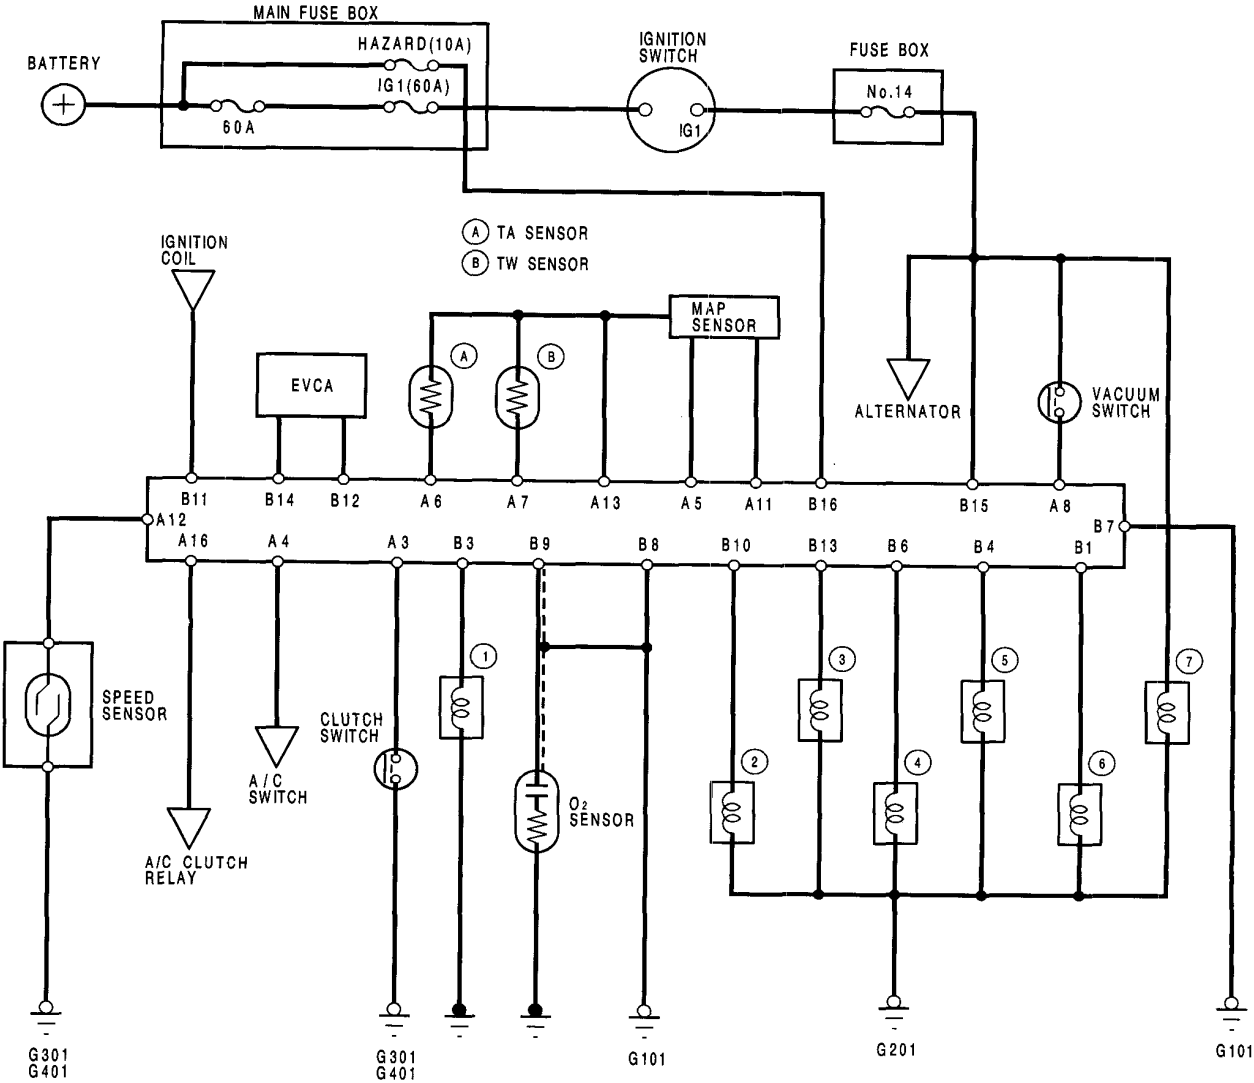 MAIN FUSE BOX
HAZARD(10A)
IG1(60A)
60A
BATTERY
+
IGNITION
SWITCH
IG1
FUSE BOX
No.14
A TA SENSOR
B TW SENSOR
IGNITION
COIL
MAP
SENSOR
A
B
EVCA
ALTERNATOR
VACUUM
SWITCH
B11
B14
B12
A6
A7
A13
A5
A11
B16
B15
A8
A12
B7
A16
A4
A3
B3
B9
B8
B10
B13
B6
B4
B1
1
3
5
7
SPEED
SENSOR
CLUTCH
SWITCH
2
4
6
A/C
SWITCH
O2
SENSOR
A/C CLUTCH
RELAY
G301
G401
G301
G401
G101
G201
G101